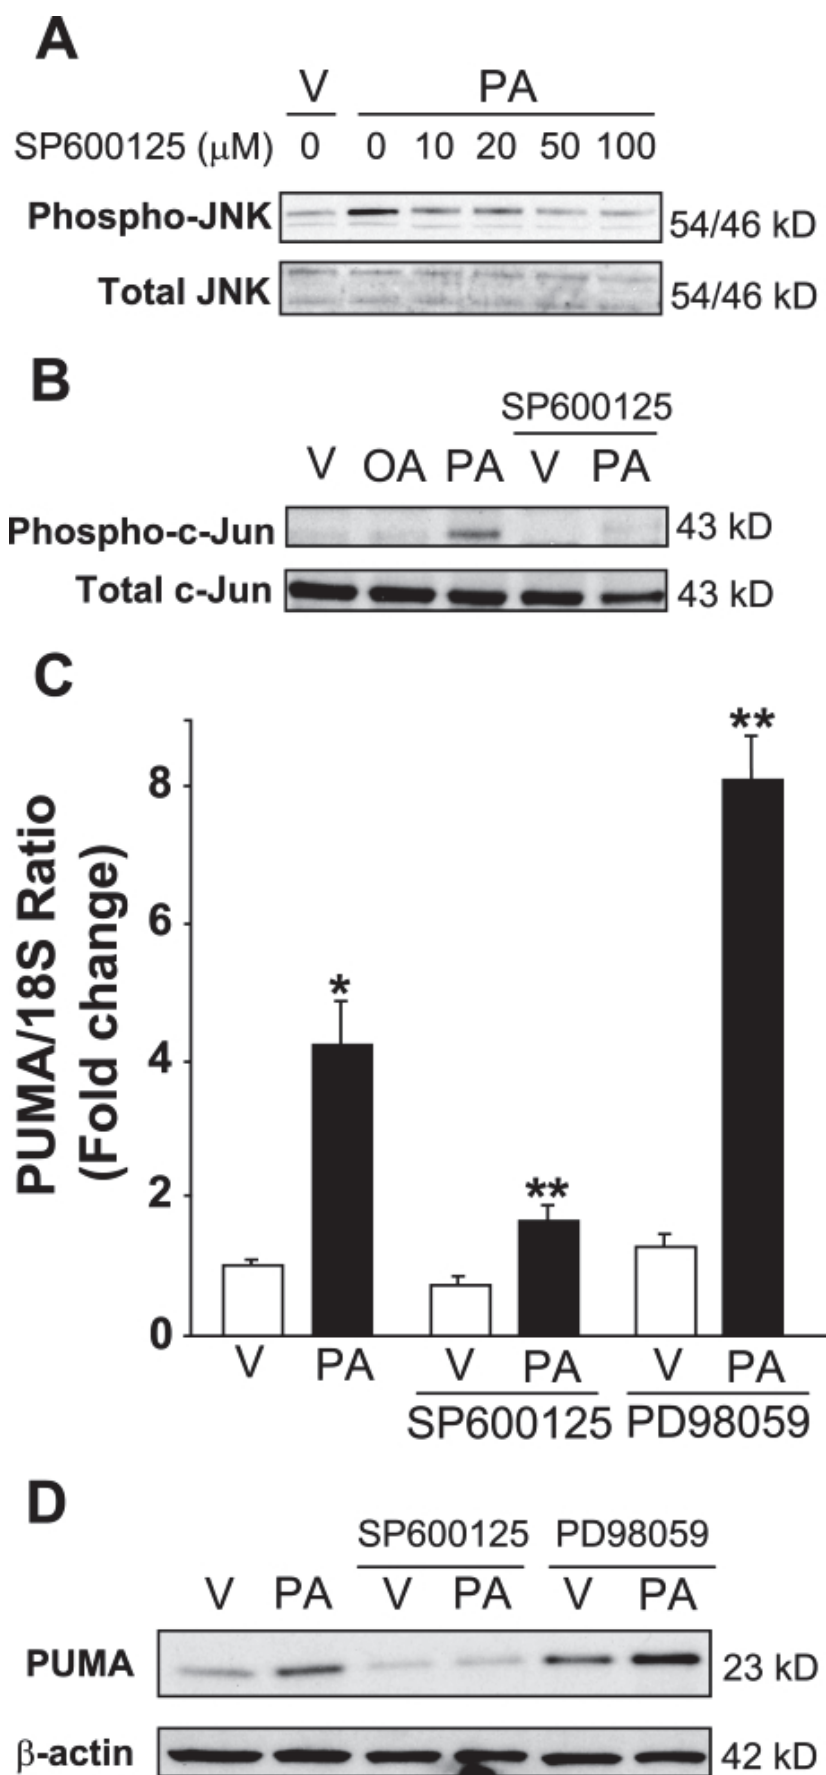 A
V PA
SP600125 (μM) 0 0 10 20 50 100
Phospho-JNK 54/46 kD
Total JNK 54/46 kD
B
SP600125
V OA PA V PA
Phospho-c-Jun 43 kD
Total c-Jun 43 kD
C
PUMA/18S Ratio
(Fold change)
**
8
6
*
4
**
2
0
V PA V PA V PA
SP600125 PD98059
D
SP600125 PD98059
V PA V PA V PA
PUMA 23 kD
β-actin 42 kD